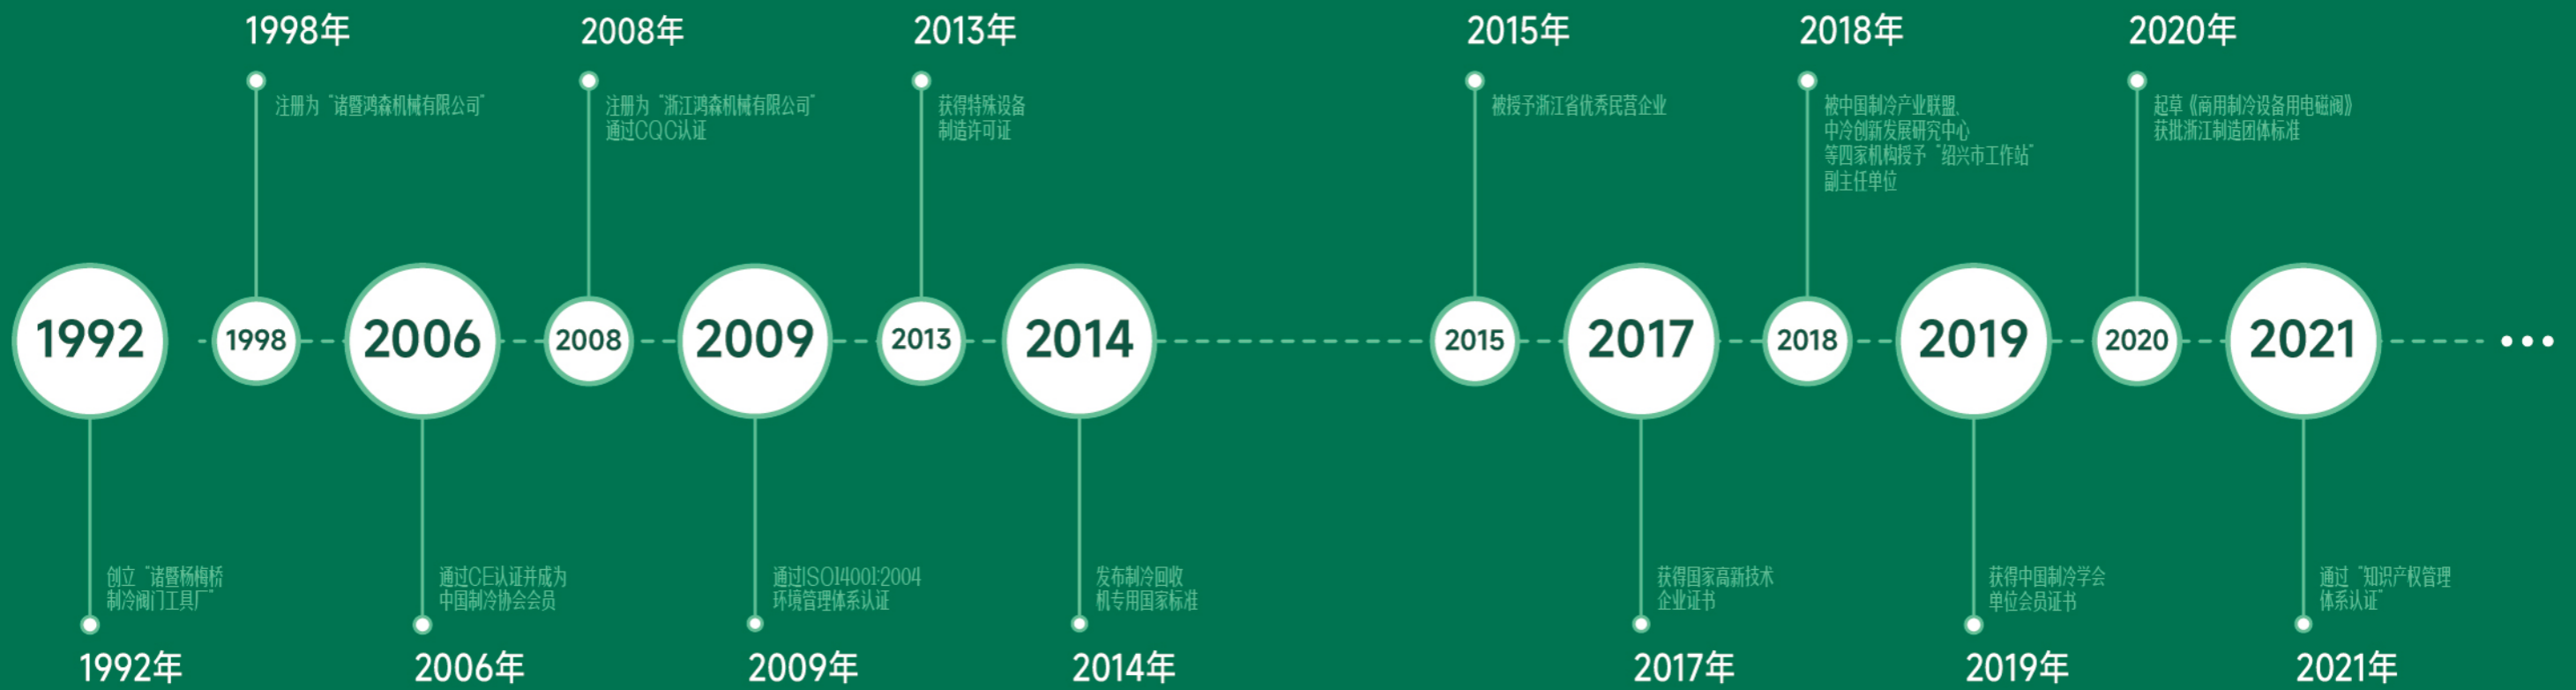 1998年
注册为“诸暨鸿森机械有限公司”
2008年
注册为“浙江鸿森机械有限公司”
通过CQC认证
2013年
获得特殊设备
制造许可证
2015年
被授予浙江省优秀民营企业
2018年
被中国制冷产业联盟、
中冷创新发展研究中心
等四家机构授予“绍兴市工作站”
副主任单位
2020年
起草《商用制冷设备用电磁阀》
获批浙江制造团体标准
1992
1998
2006
2008
2009
2013
2014
2015
2017
2018
2019
2020
2021
创立“诸暨杨梅桥
制冷阀门工具厂”
1992年
通过CE认证并成为
中国制冷协会会员
2006年
通过ISO14001:2004
环境管理体系认证
2009年
发布制冷回收
机专用国家标准
2014年
获得国家高新技术
企业证书
2017年
获得中国制冷学会
单位会员证书
2019年
通过“知识产权管理
体系认证”
2021年